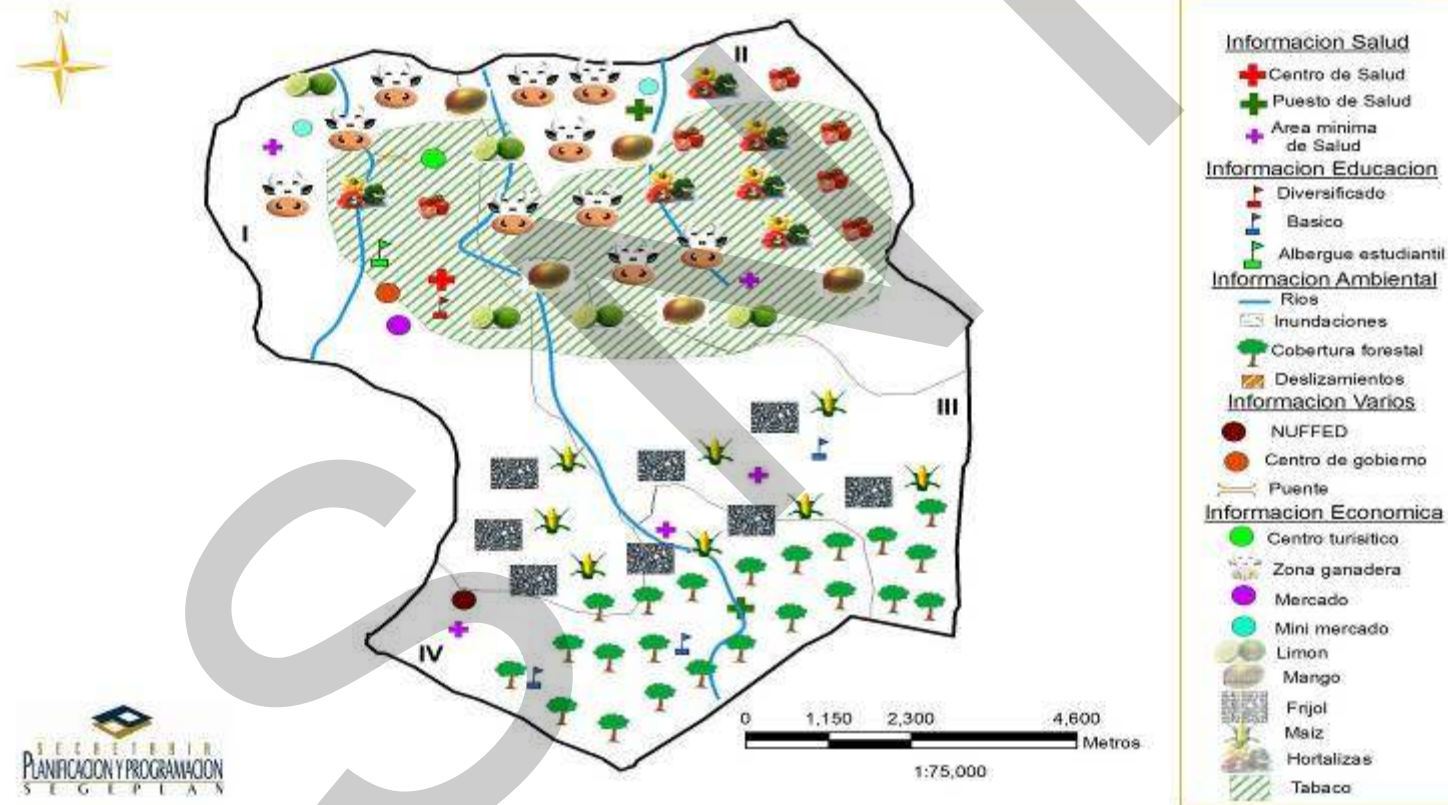 N
I
II
III
IV
0 1,150 2,300 4,600
Metros
1:75,000
SECRETARIA
PLANIFICACION Y PROGRAMACION
SEGEPLAN
Informacion Salud
Centro de Salud
Puesto de Salud
Area minima
de Salud
Informacion Educacion
Diversificado
Basico
Albergue estudiantil
Informacion Ambiental
Rios
Inundaciones
Cobertura forestal
Deslizamientos
Informacion Varios
NUFFED
Centro de gobierno
Puente
Informacion Economica
Centro turisitico
Zona ganadera
Mercado
Mini mercado
Limon
Mango
Frijol
Maiz
Hortalizas
Tabaco